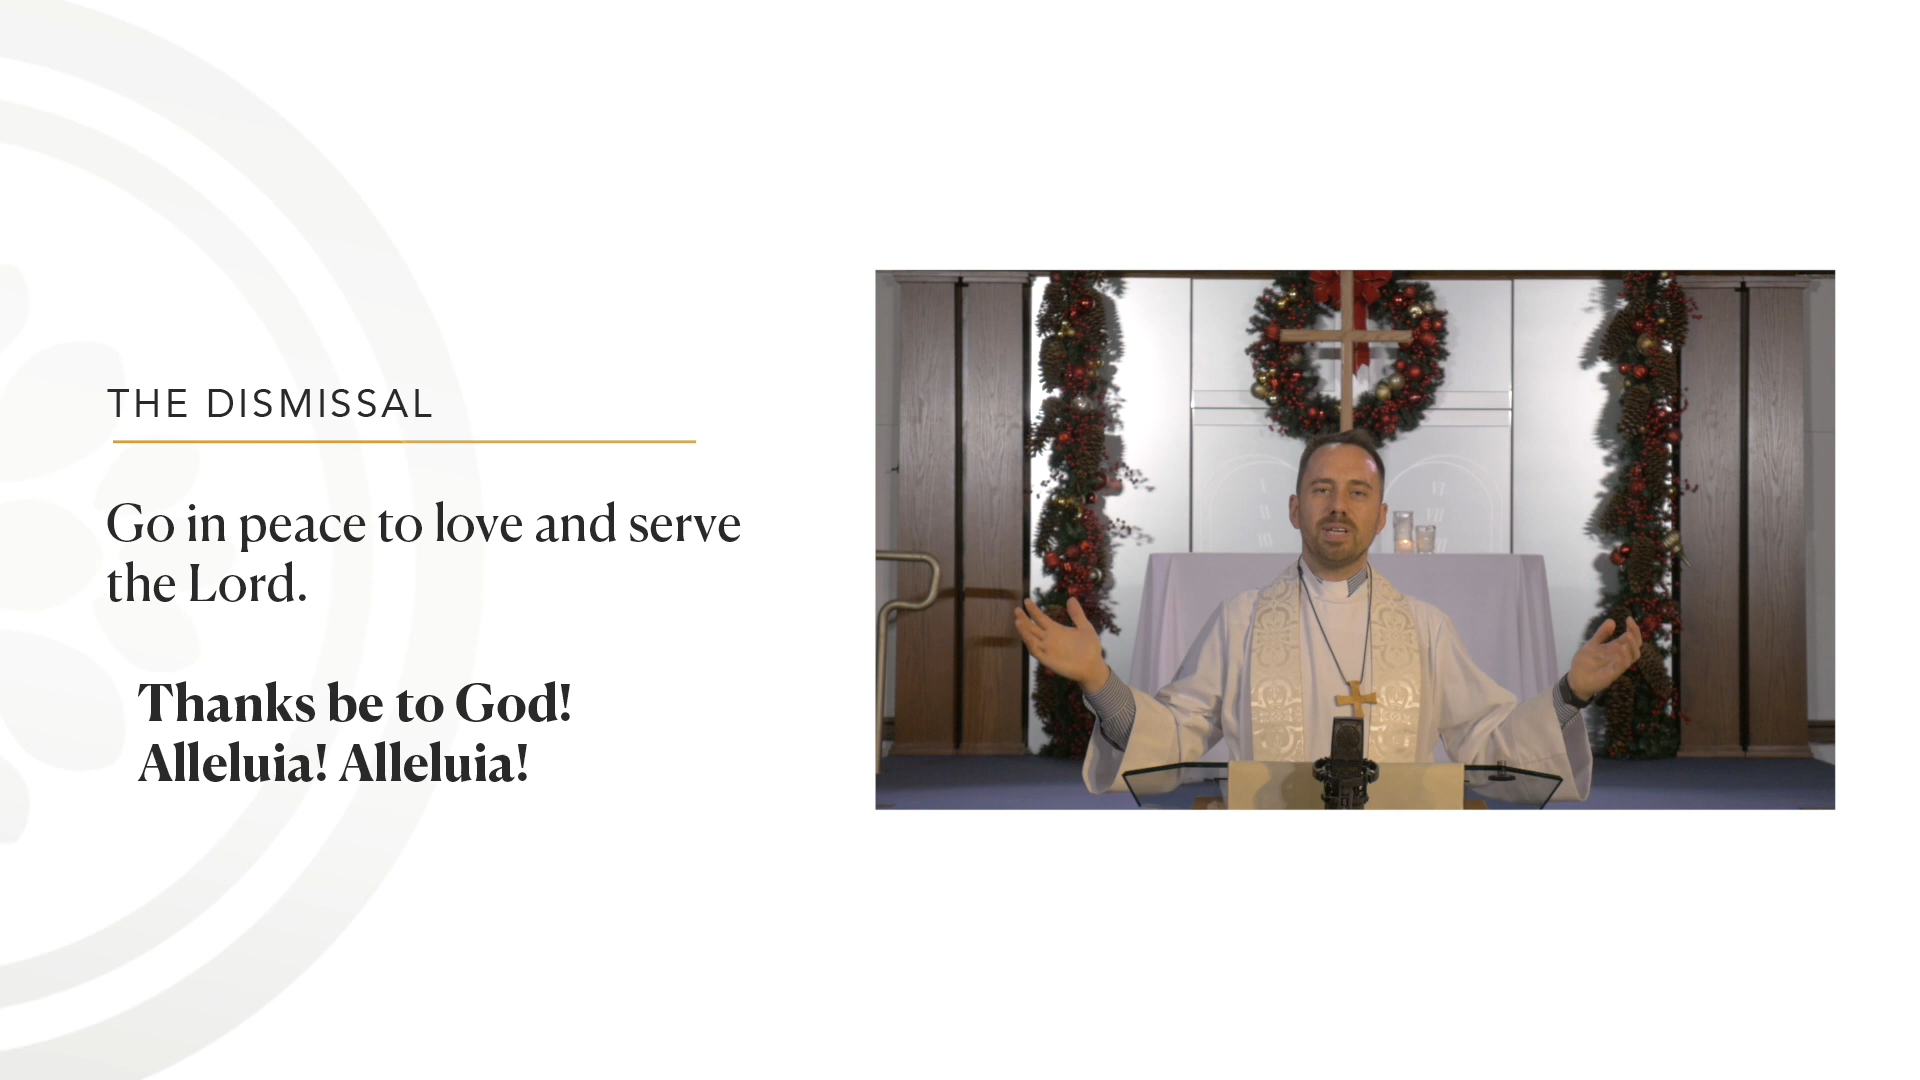 THE DISMISSAL
Go in peace to love and serve
the Lord.
Thanks be to God!
Alleluia! Alleluia!